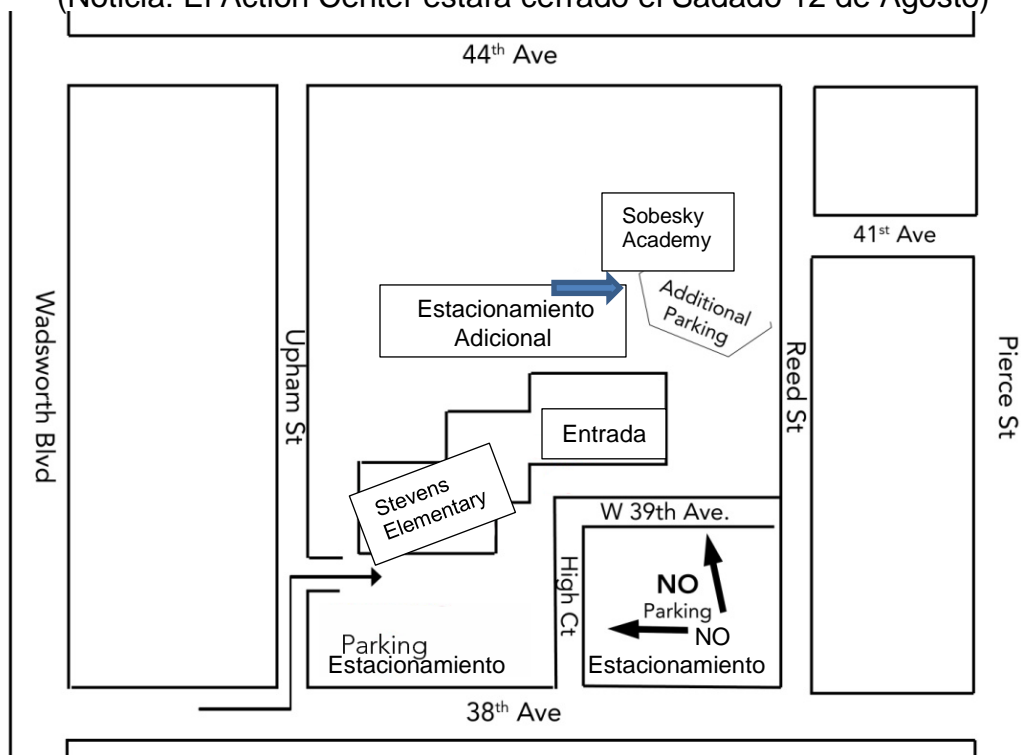 (Noticia: El Action Center estara cerrado el Sadado 12 de Agosto)
44th Ave
Sobesky
Academy
41st Ave
Additional
Parking
Estacionamiento
Adicional
Wadsworth Blvd
Upham St
Reed St
Pierce St
Entrada
Stevens
Elementary
W 39th Ave.
High Ct
NO
Parking
NO
Estacionamiento
Parking
Estacionamiento
38th Ave